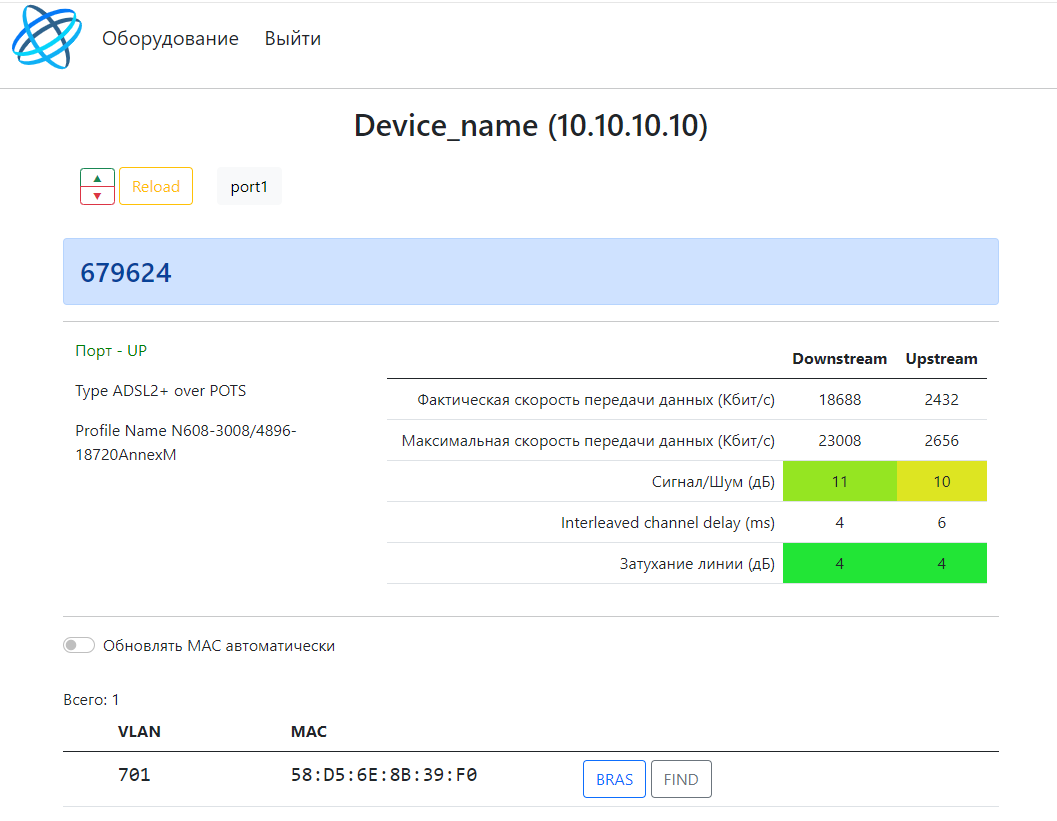 Оборудование Выйти
Device_name (10.10.10.10)
▲
▼
Reload port1
679624
Порт - UP
Type ADSL2+ over POTS
Profile Name N608-3008/4896-
18720AnnexM
Downstream Upstream
Фактическая скорость передачи данных (Кбит/с) 18688 2432
Максимальная скорость передачи данных (Кбит/с) 23008 2656
Сигнал/Шум (дБ) 11 10
Interleaved channel delay (ms) 4 6
Затухание линии (дБ) 4 4
Обновлять MAC автоматически
Всего: 1
VLAN MAC
701 58:D5:6E:8B:39:F0 BRAS FIND